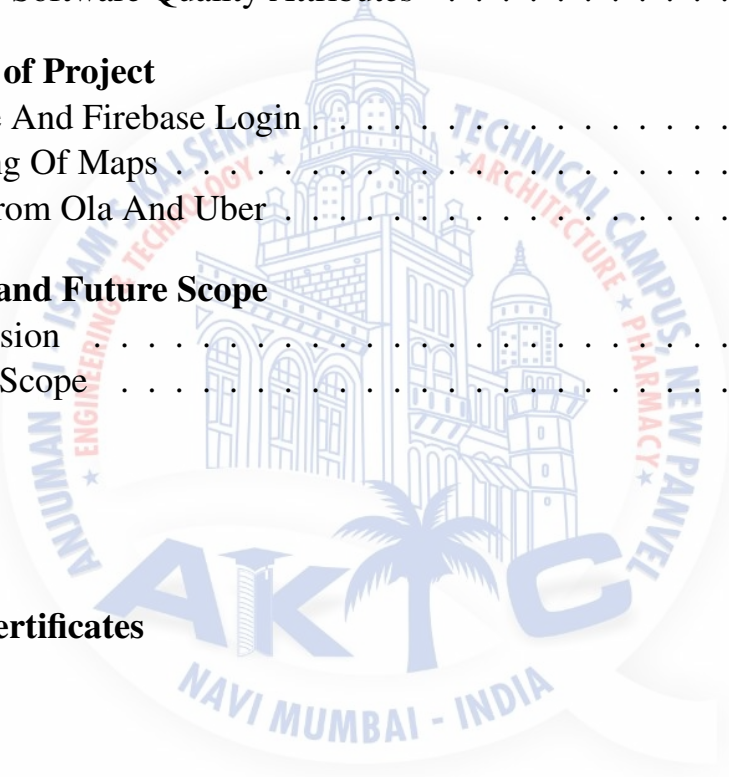 Software Quality Attributes . . . . . . . . . . .
of Project
e And Firebase Login . . . . . . . . . . . . . . . .
ng Of Maps . . . . . . . . . . . . . . . . . . . . .
rom Ola And Uber . . . . . . . . . . . . . . . . .
and Future Scope
sion . . . . . . . . . . . . . . . . . . . . . . . .
Scope . . . . . . . . . . . . . . . . . . . . . . .
ertificates
ANJUMAN-I-ISLAM'S KALSEKAR TECHNICAL CAMPUS, NEW PANVEL
★ ENGINEERING & TECHNOLOGY ★ ★ ARCHITECTURE ★ PHARMACY ★
AKTC
NAVI MUMBAI - INDIA